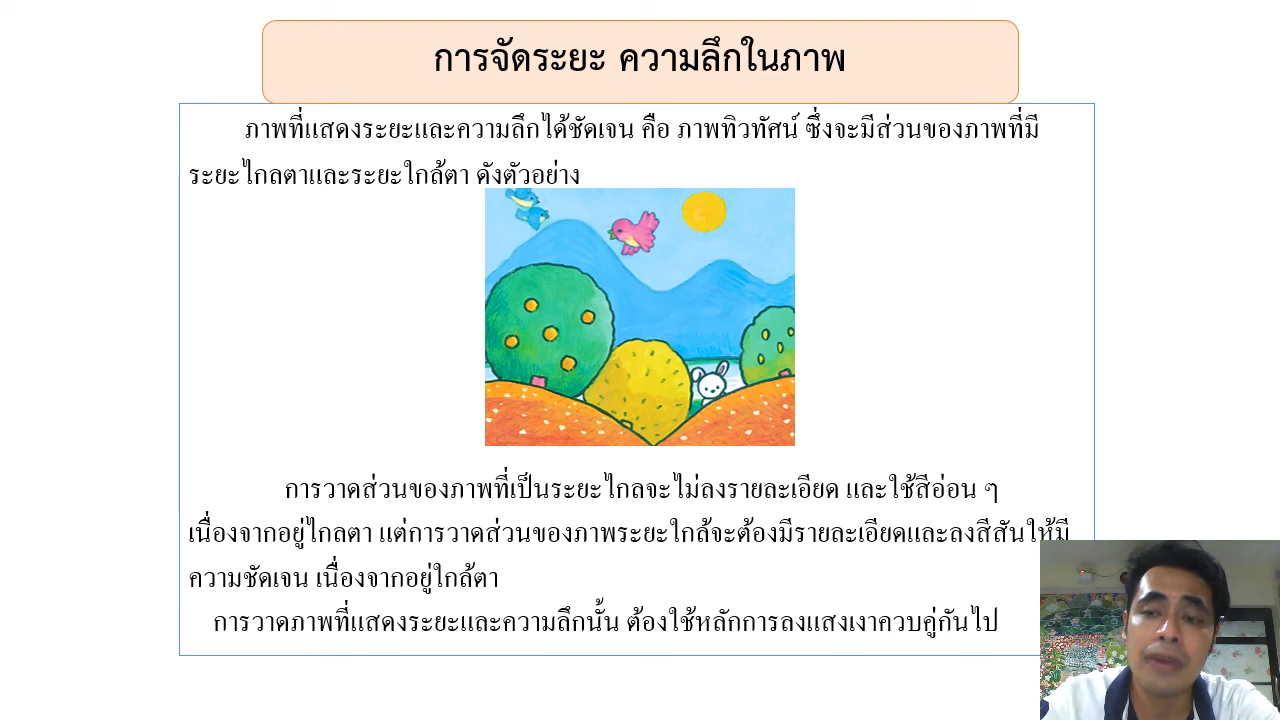 การจัดระยะ ความลึกในภาพ
ภาพที่แสดงระยะและความลึกได้ชัดเจน คือ ภาพทิวทัศน์ ซึ่งจะมีส่วนของภาพที่มี
ระยะไกลตาและระยะใกล้ตา ดังตัวอย่าง
การวาดส่วนของภาพที่เป็นระยะไกลจะไม่ลงรายละเอียด และใช้สีอ่อน ๆ
เนื่องจากอยู่ไกลตา แต่การวาดส่วนของภาพระยะใกล้จะต้องมีรายละเอียดและลงสีสันให้มี
ความชัดเจน เนื่องจากอยู่ใกล้ตา
การวาดภาพที่แสดงระยะและความลึกนั้น ต้องใช้หลักการลงแสงเงาควบคู่กันไป